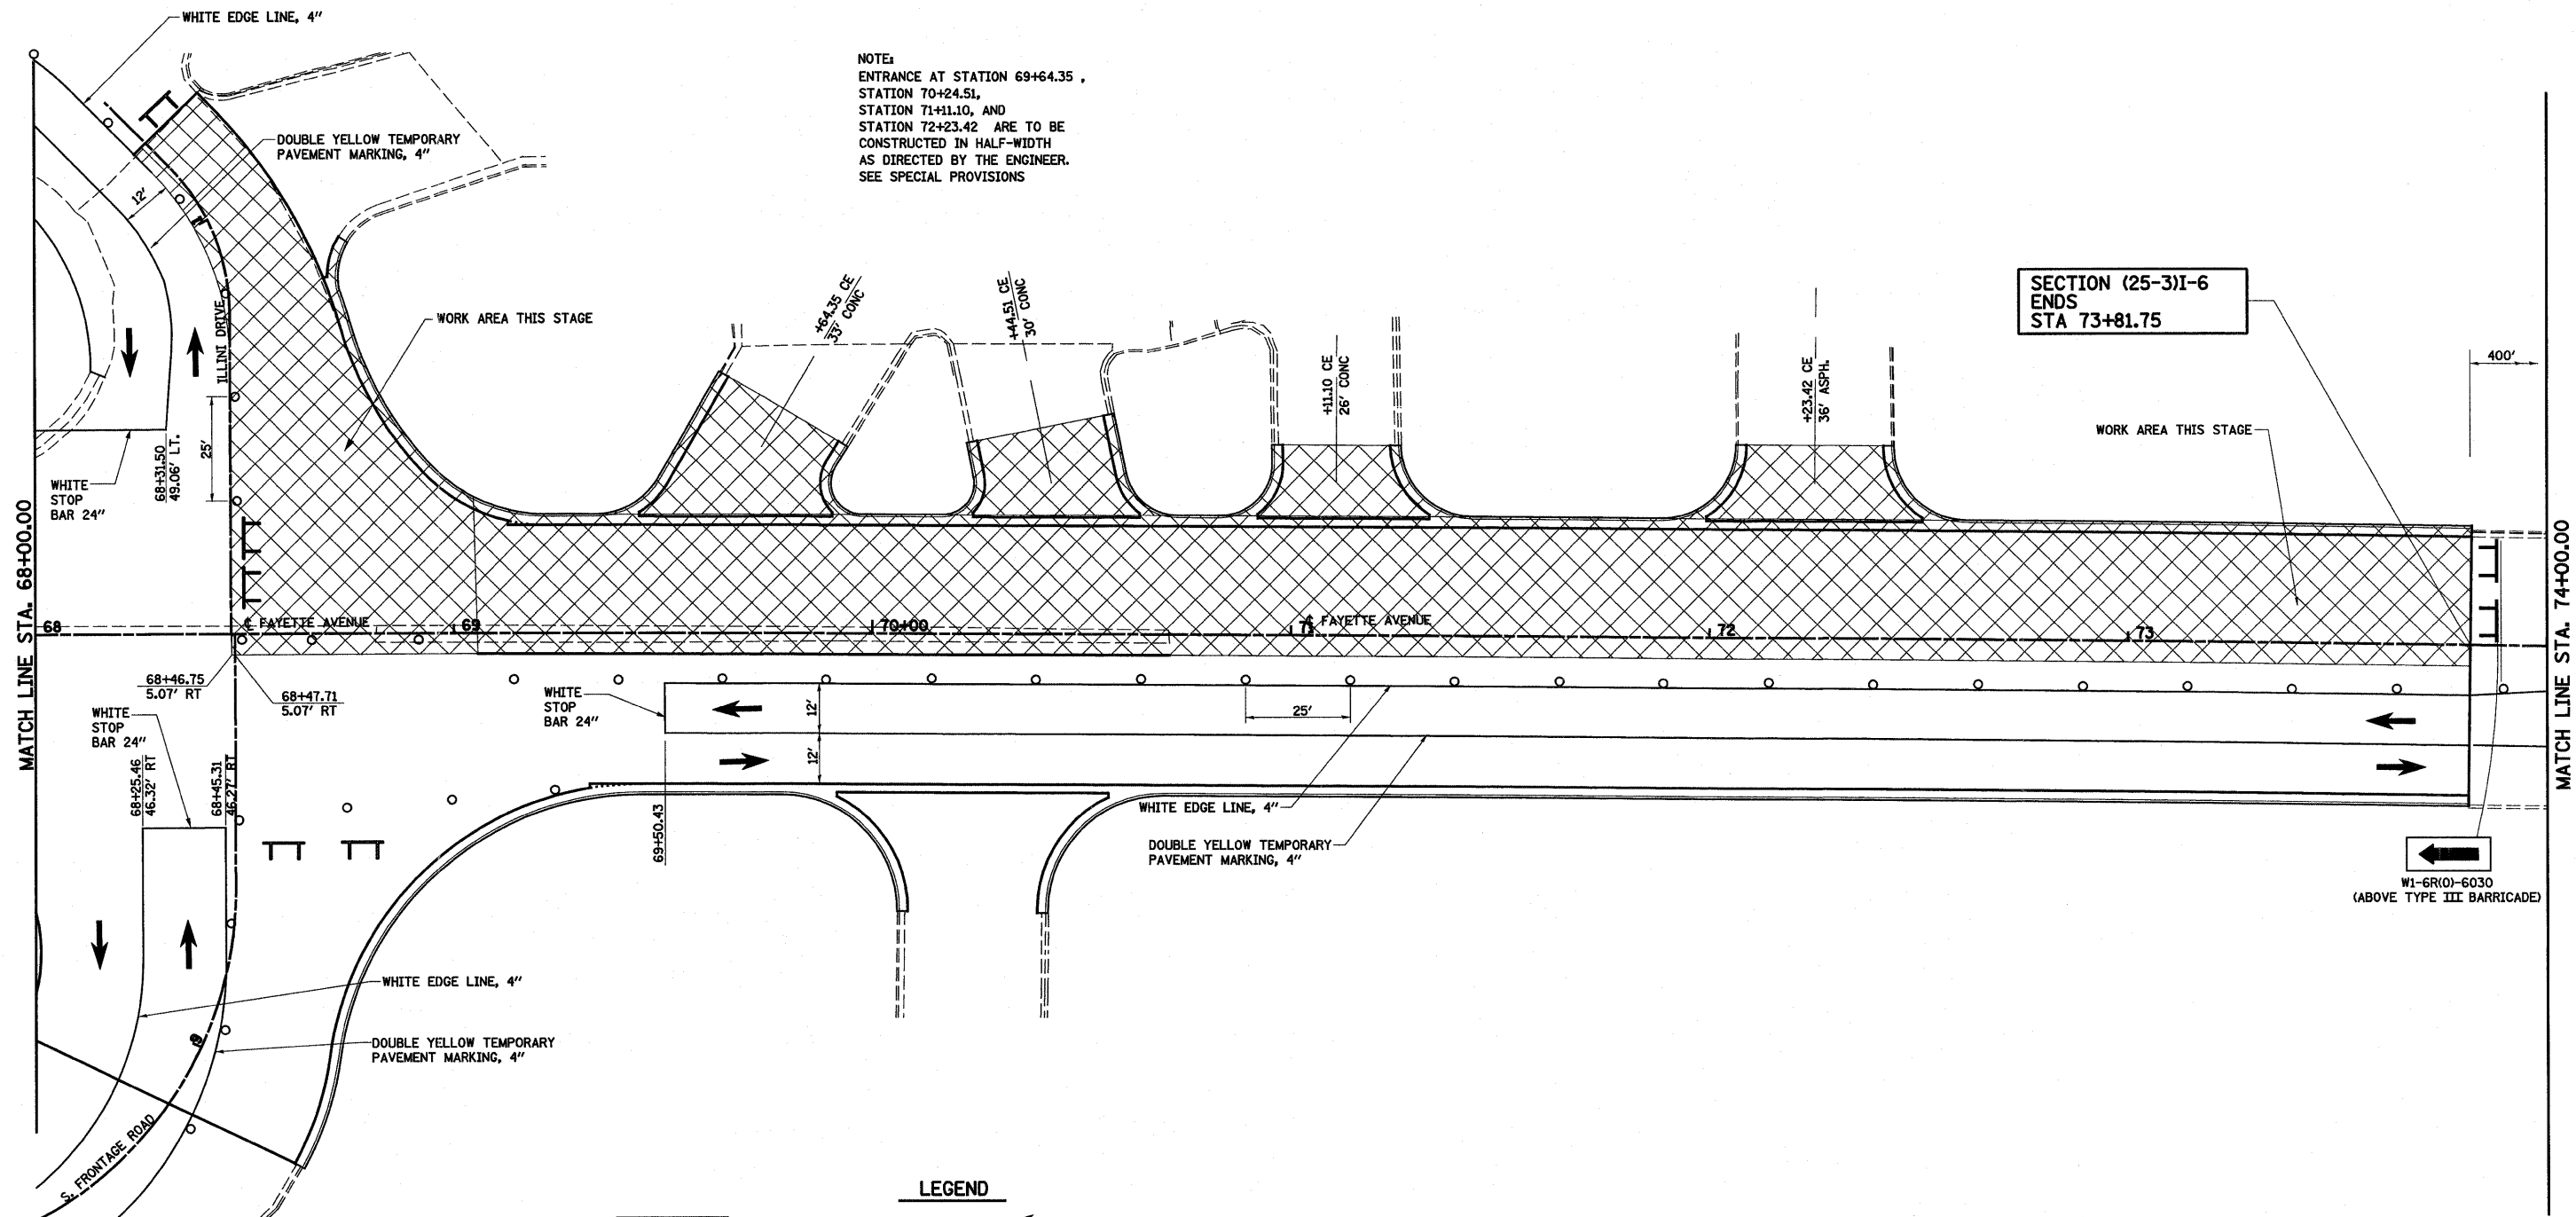 WHITE EDGE LINE, 4"
NOTE:
ENTRANCE AT STATION 69+64.35 ,
STATION 70+24.51,
STATION 71+11.10, AND
STATION 72+23.42 ARE TO BE
CONSTRUCTED IN HALF-WIDTH
AS DIRECTED BY THE ENGINEER.
SEE SPECIAL PROVISIONS
DOUBLE YELLOW TEMPORARY
PAVEMENT MARKING, 4"
12'
ILLINI DRIVE
WORK AREA THIS STAGE
+64.35 CE
33' CONC
+44.51 CE
30' CONC
+11.10 CE
26' CONC
+23.42 CE
36' ASPH.
SECTION (25-3)I-6
ENDS
STA 73+81.75
400'
WORK AREA THIS STAGE
WHITE
STOP
BAR 24"
68+31.50
49.06' LT.
25'
MATCH LINE STA. 68+00.00
MATCH LINE STA. 74+00.00
68
℄ FAYETTE AVENUE
69
70+00
71
℄ FAYETTE AVENUE
72
73
68+46.75
5.07' RT
68+47.71
5.07' RT
WHITE
STOP
BAR 24"
WHITE
STOP
BAR 24"
12'
12'
25'
68+25.46
46.32' RT
68+45.31
46.27' RT
69+50.43
WHITE EDGE LINE, 4"
DOUBLE YELLOW TEMPORARY
PAVEMENT MARKING, 4"
W1-6R(O)-6030
(ABOVE TYPE III BARRICADE)
WHITE EDGE LINE, 4"
DOUBLE YELLOW TEMPORARY
PAVEMENT MARKING, 4"
S. FRONTAGE ROAD
LEGEND